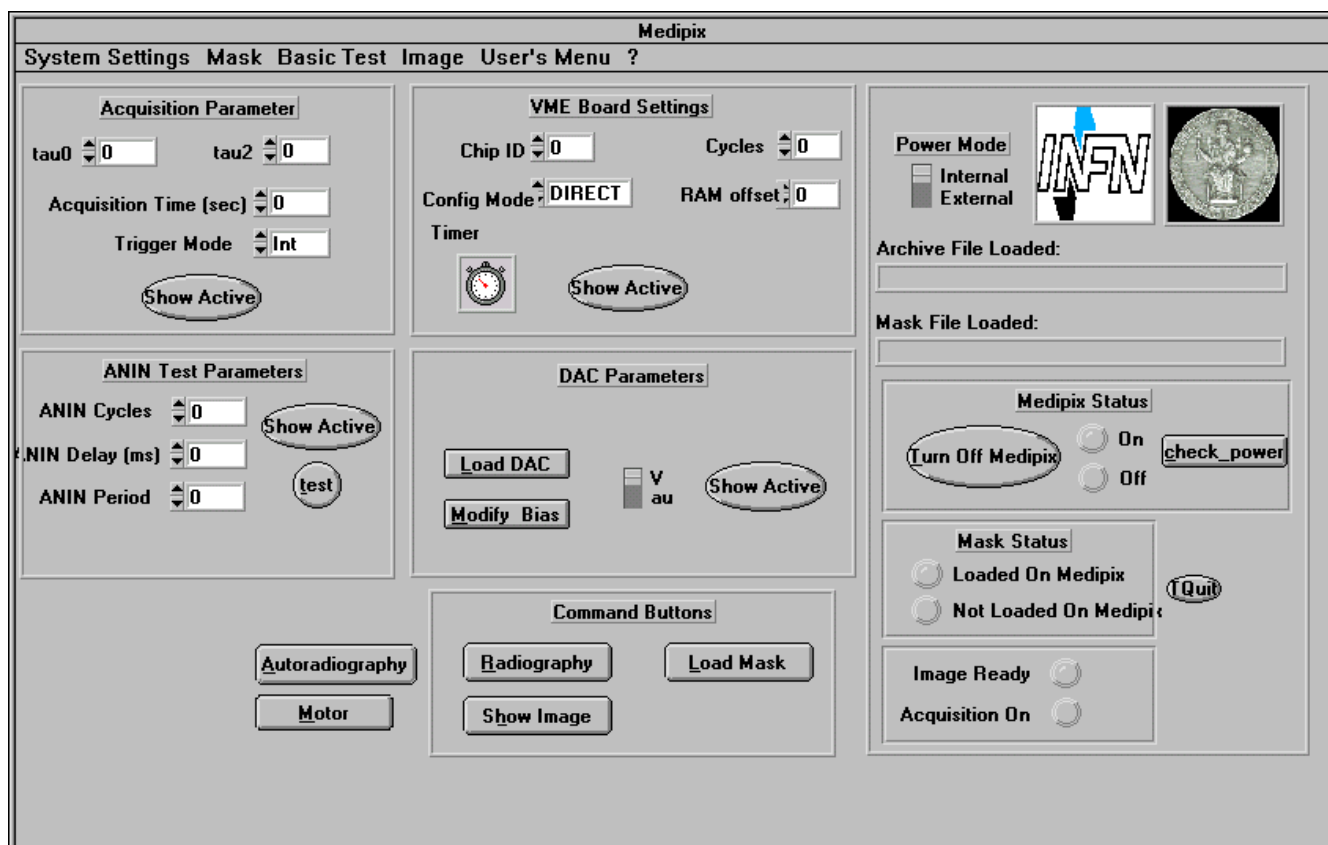 Medipix
System Settings Mask Basic Test Image User's Menu ?
Acquisition Parameter
tau0 0 tau2 0
Acquisition Time (sec) 0
Trigger Mode Int
Show Active
VME Board Settings
Chip ID 0 Cycles 0
Config Mode DIRECT RAM offset 0
Timer
Show Active
Power Mode
Internal
External
INFN
Archive File Loaded:
Mask File Loaded:
ANIN Test Parameters
ANIN Cycles 0
Show Active
NIN Delay (ms) 0
ANIN Period 0
test
DAC Parameters
Load DAC
Modify Bias
V
au
Show Active
Medipix Status
Turn Off Medipix
On
Off
check_power
Mask Status
Loaded On Medipix
Not Loaded On Medipix
TQuit
Image Ready
Acquisition On
Autoradiography
Motor
Command Buttons
Radiography Load Mask
Show Image